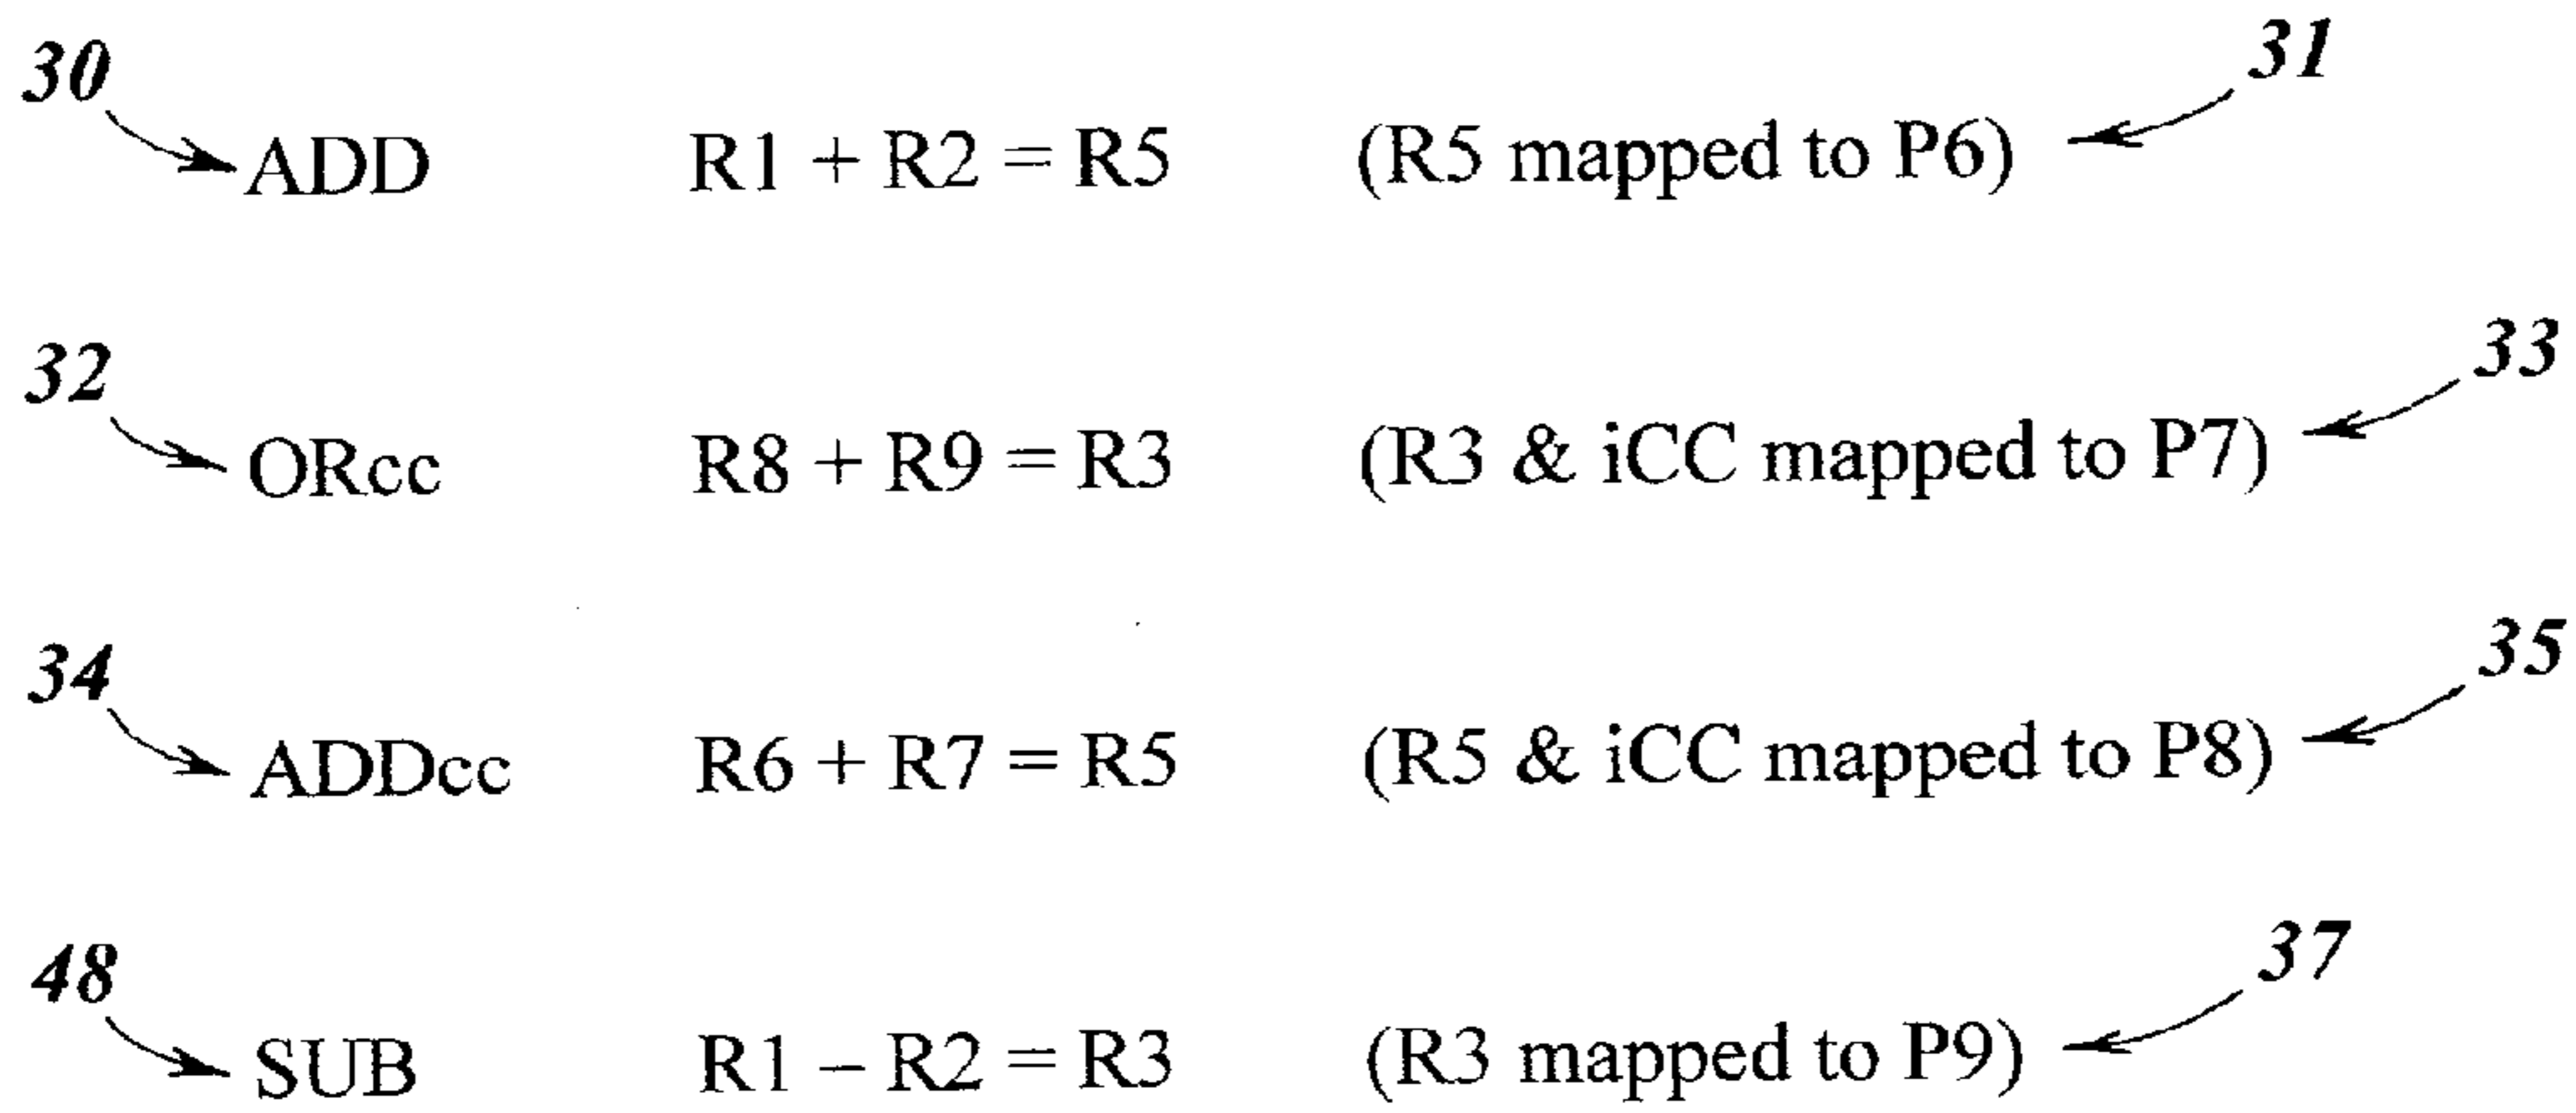 30 31
ADD R1 + R2 = R5 (R5 mapped to P6)
32 33
ORcc R8 + R9 = R3 (R3 & iCC mapped to P7)
34 35
ADDcc R6 + R7 = R5 (R5 & iCC mapped to P8)
48 37
SUB R1 – R2 = R3 (R3 mapped to P9)